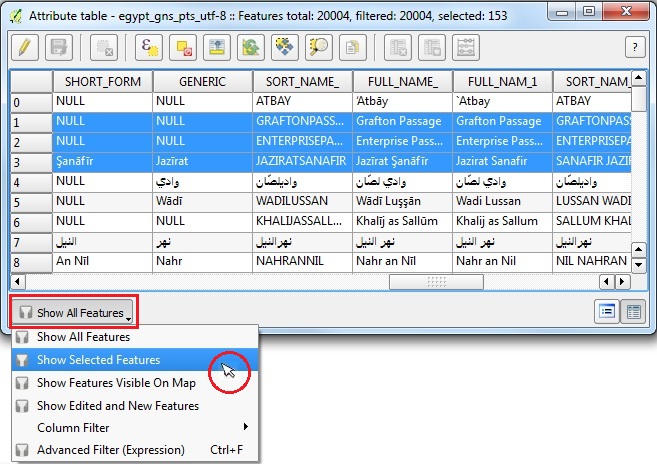 Attribute table - egypt_gns_pts_utf-8 :: Features total: 20004, filtered: 20004, selected: 153
?
SHORT_FORM GENERIC SORT_NAME_ FULL_NAME_ FULL_NAM_1 SORT_NAM_
0 NULL NULL ATBAY ‘Atbāy `Atbay ATBAY
1 NULL NULL GRAFTONPASS... Grafton Passage Grafton Passage GRAFTON PASS
2 NULL NULL ENTERPRISEPA... Enterprise Pass... Enterprise Pass... ENTERPRISE PA
3 Şanāfīr Jazīrat JAZIRATSANAFIR Jazīrat Şanāfīr Jazirat Sanafir SANAFIR JAZI
4 NULL وادي واديلصّان وادي لصّان وادي لصّان واديلصّان
5 NULL Wādī WADILUSSAN Wādī Luşşān Wadi Lussan LUSSAN WADI
6 NULL NULL KHALIJASSALL... Khalīj as Sallūm Khalij as Sallum SALLUM KHALI
7 النيل نهر نهرالنيل نهر النيل نهر النيل نهرالنيل
8 An Nīl Nahr NAHRANNIL Nahr an Nīl Nahr an Nil NIL NAHRAN
Show All Features
Show All Features
Show Selected Features
Show Features Visible On Map
Show Edited and New Features
Column Filter
Advanced Filter (Expression) Ctrl+F